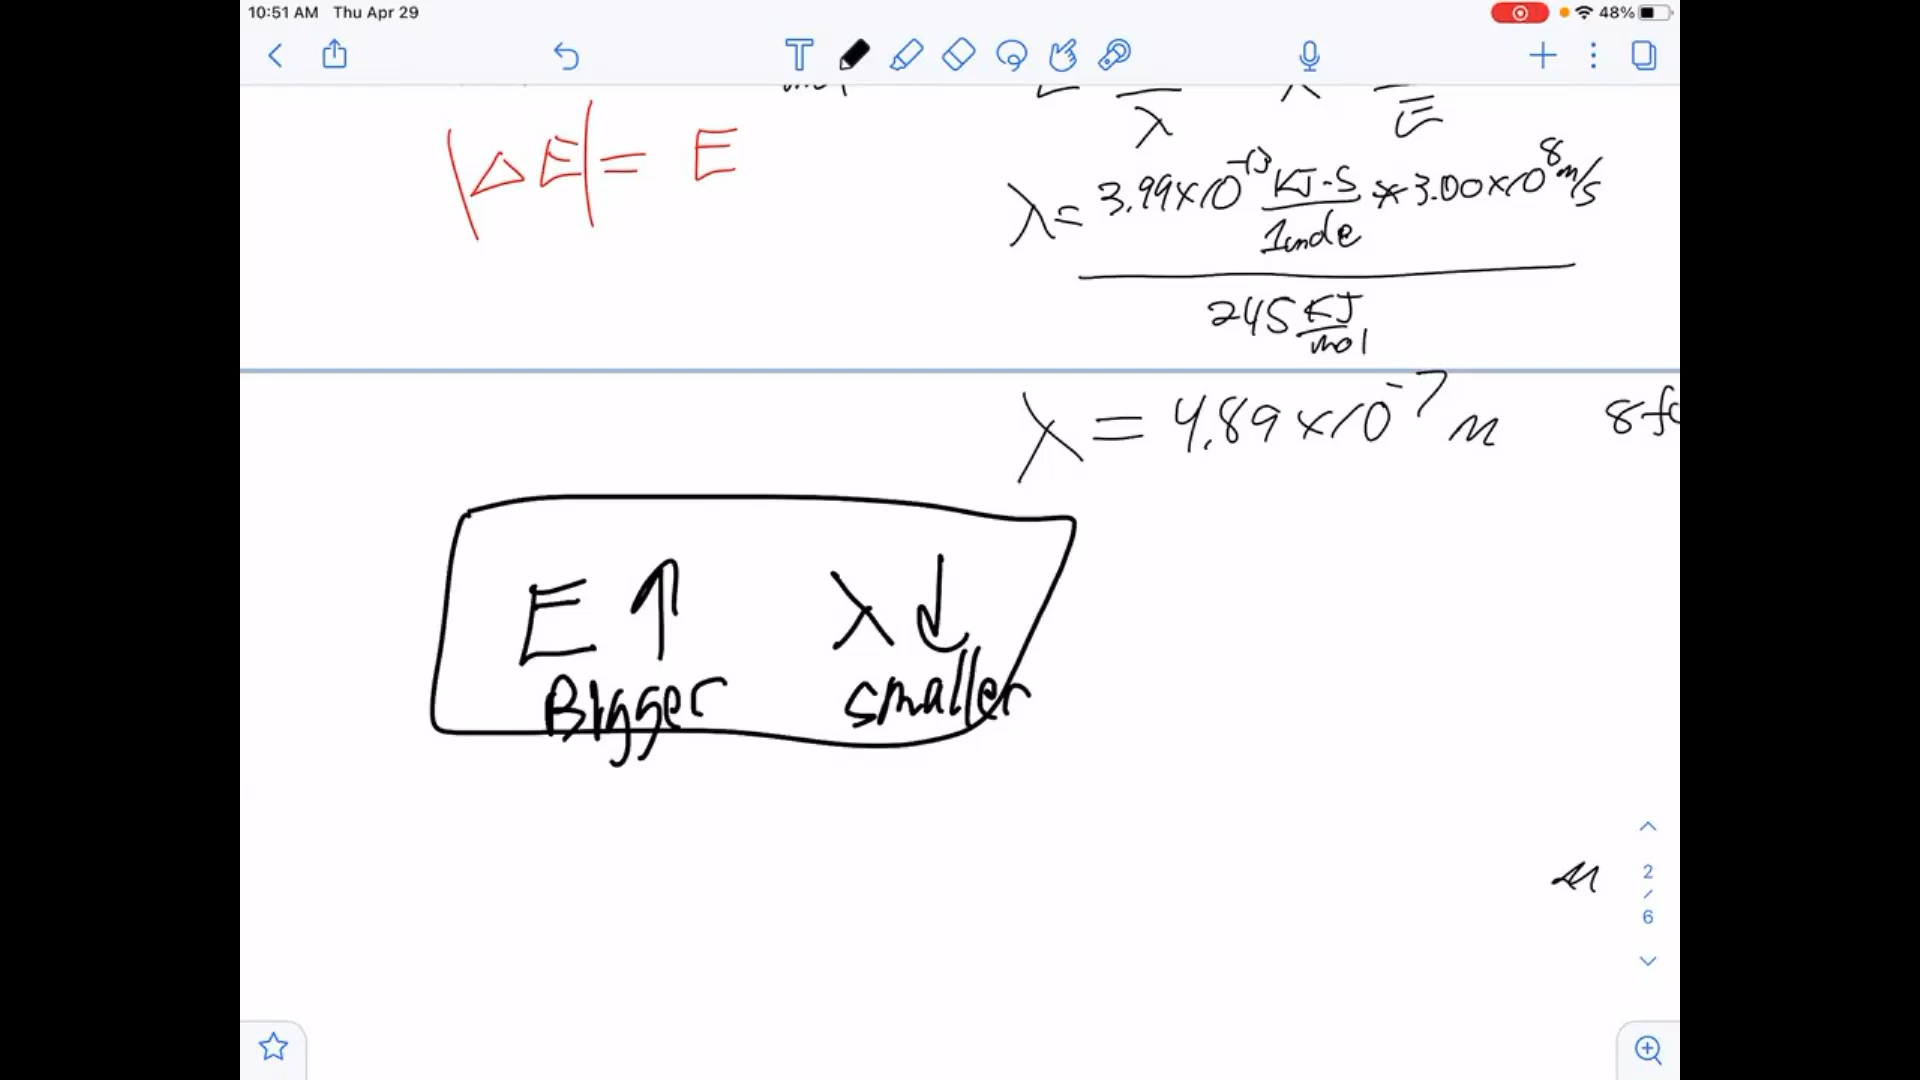 10:51 AM Thu Apr 29
48%
T
λ E
|ΔE| = E
λ = 3.99×10⁻¹³ KJ·S / 1mole * 3.00×10⁸ m/s
245 KJ/mol
λ = 4.89×10⁻⁷ m
E↑ λ↓
Bigger smaller
2 / 6